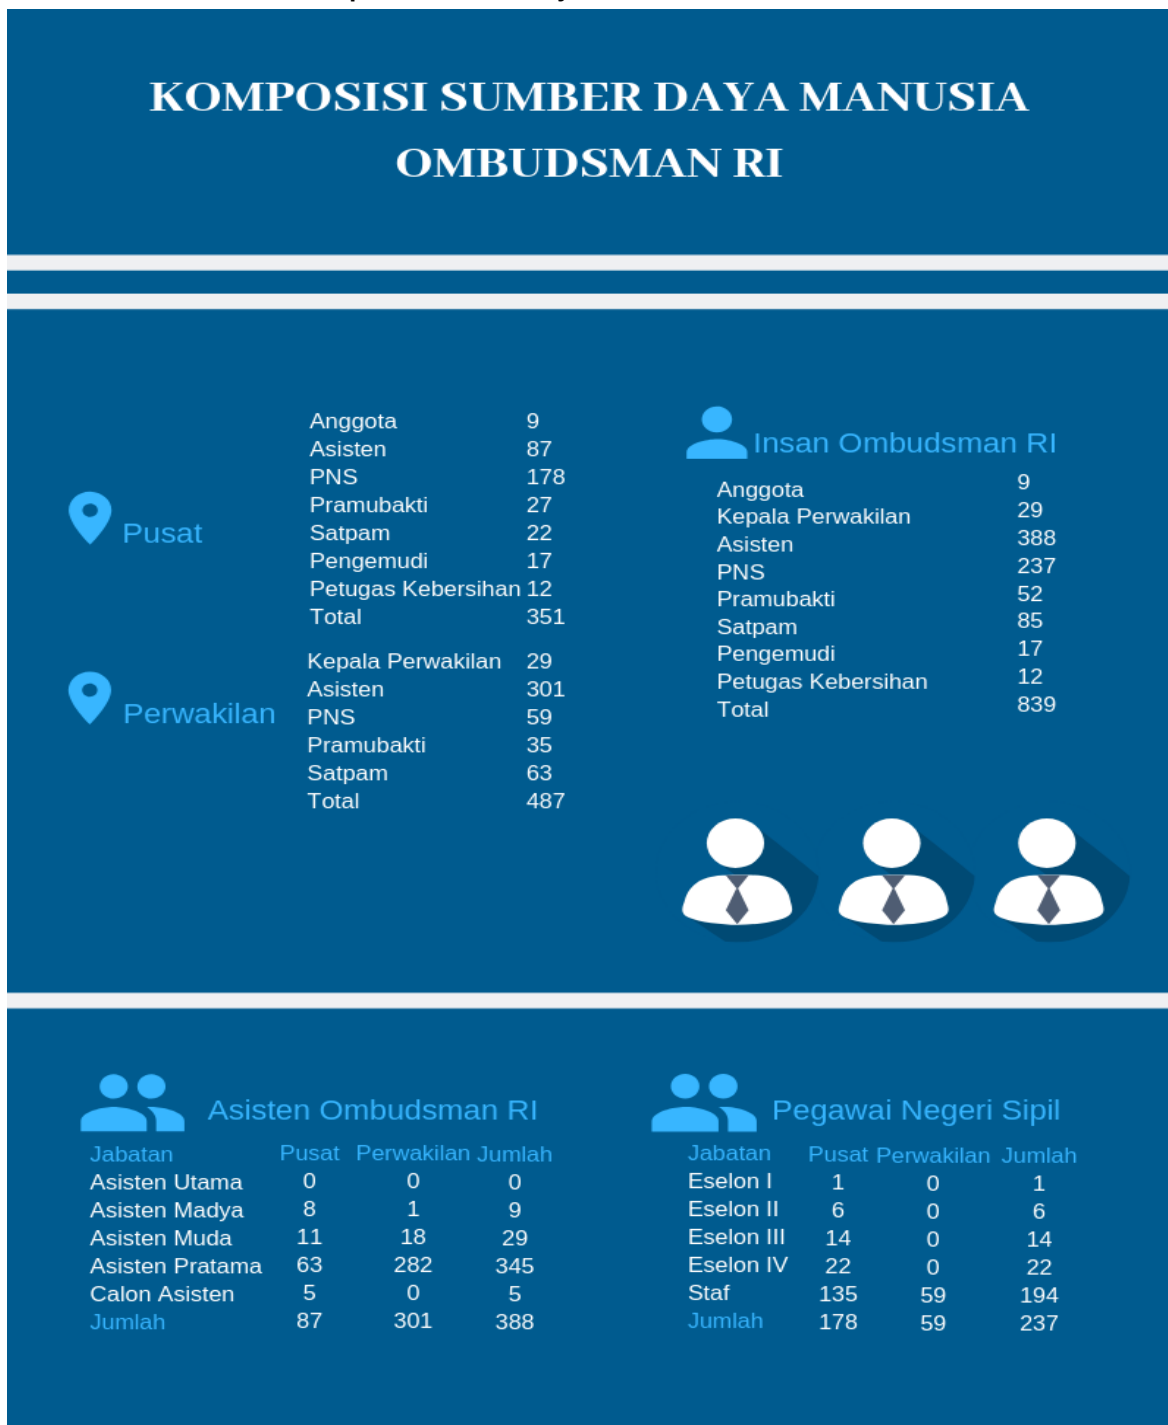 KOMPOSISI SUMBER DAYA MANUSIA
OMBUDSMAN RI
Pusat
Anggota 9
Asisten 87
PNS 178
Pramubakti 27
Satpam 22
Pengemudi 17
Petugas Kebersihan 12
Total 351
Perwakilan
Kepala Perwakilan 29
Asisten 301
PNS 59
Pramubakti 35
Satpam 63
Total 487
Insan Ombudsman RI
Anggota 9
Kepala Perwakilan 29
Asisten 388
PNS 237
Pramubakti 52
Satpam 85
Pengemudi 17
Petugas Kebersihan 12
Total 839
Asisten Ombudsman RI
Jabatan Pusat Perwakilan Jumlah
Asisten Utama 0 0 0
Asisten Madya 8 1 9
Asisten Muda 11 18 29
Asisten Pratama 63 282 345
Calon Asisten 5 0 5
Jumlah 87 301 388
Pegawai Negeri Sipil
Jabatan Pusat Perwakilan Jumlah
Eselon I 1 0 1
Eselon II 6 0 6
Eselon III 14 0 14
Eselon IV 22 0 22
Staf 135 59 194
Jumlah 178 59 237